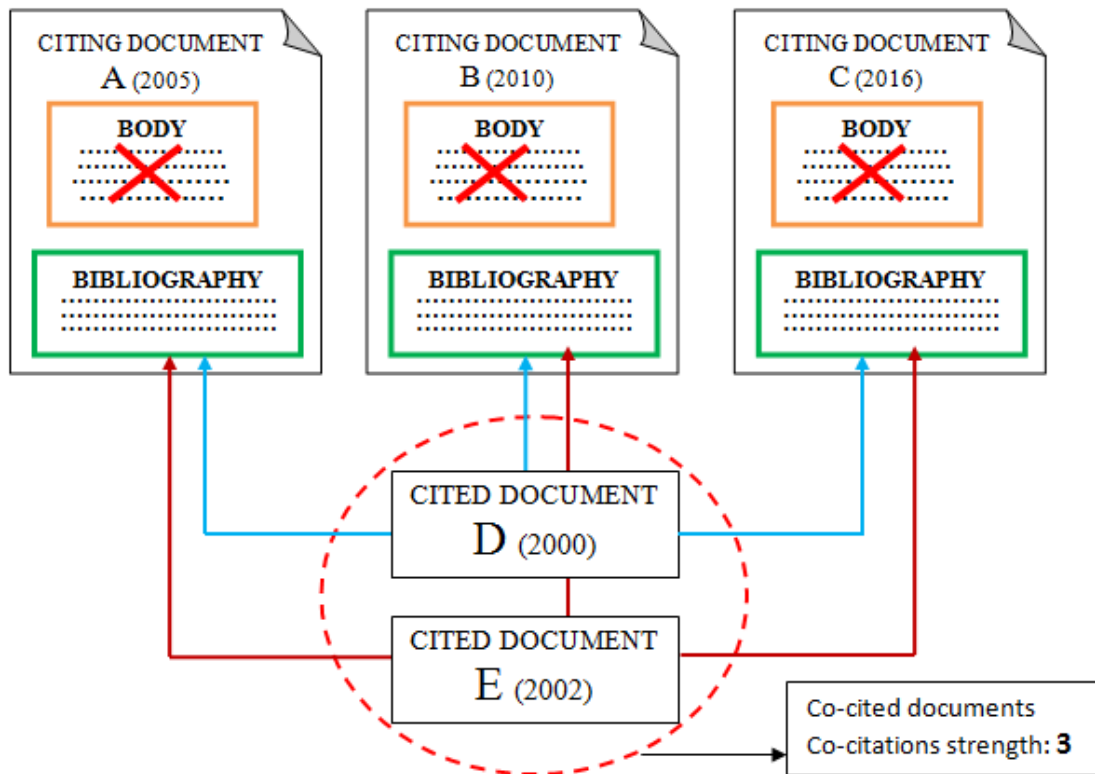 CITING DOCUMENT
A (2005)
BODY
BIBLIOGRAPHY
CITING DOCUMENT
B (2010)
BODY
BIBLIOGRAPHY
CITING DOCUMENT
C (2016)
BODY
BIBLIOGRAPHY
CITED DOCUMENT
D (2000)
CITED DOCUMENT
E (2002)
Co-cited documents
Co-citations strength: 3